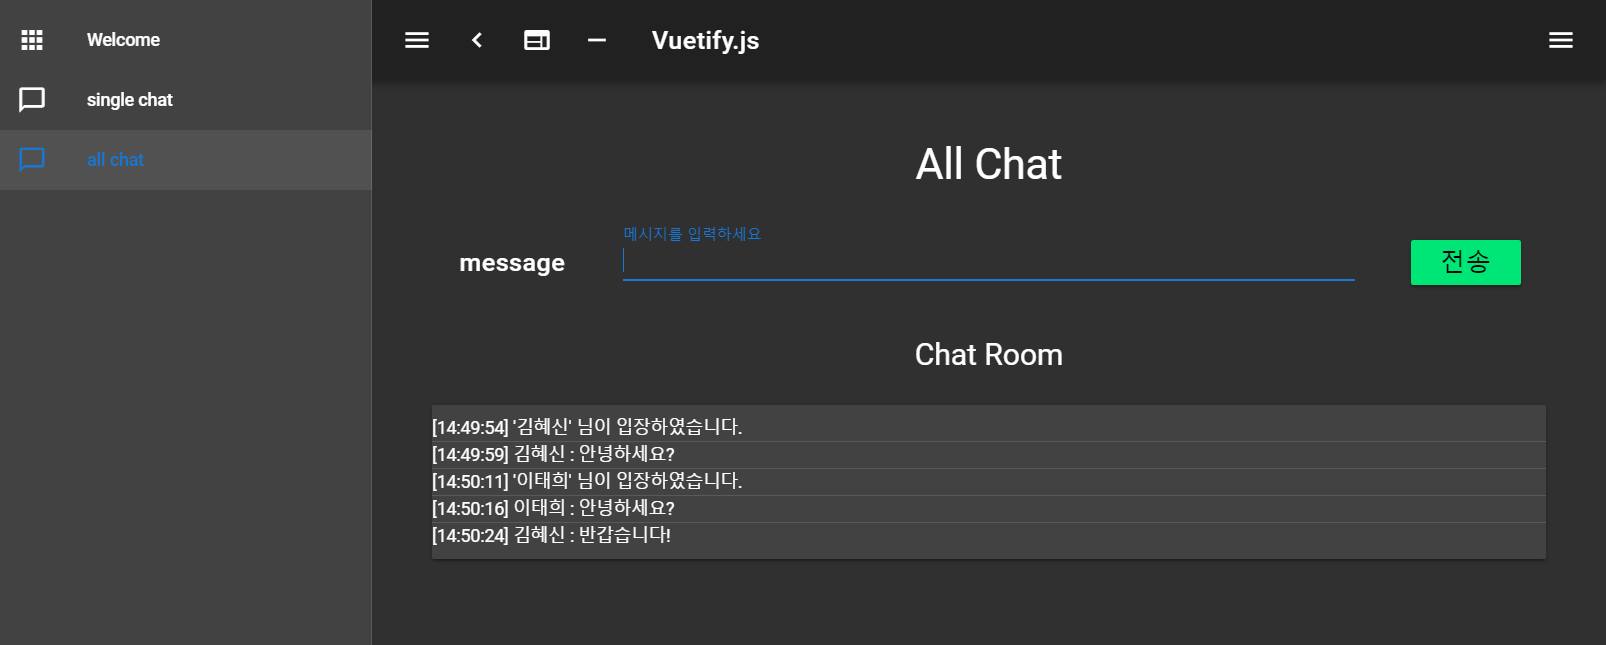 Welcome
single chat
all chat
Vuetify.js
All Chat
메시지를 입력하세요
message
전송
Chat Room
[14:49:54] '김혜신' 님이 입장하였습니다.
[14:49:59] 김혜신 : 안녕하세요?
[14:50:11] '이태희' 님이 입장하였습니다.
[14:50:16] 이태희 : 안녕하세요?
[14:50:24] 김혜신 : 반갑습니다!